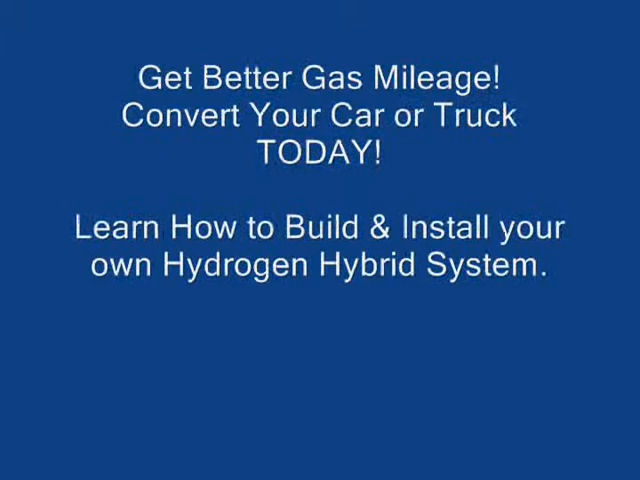 Get Better Gas Mileage!
Convert Your Car or Truck
TODAY!
Learn How to Build & Install your
own Hydrogen Hybrid System.